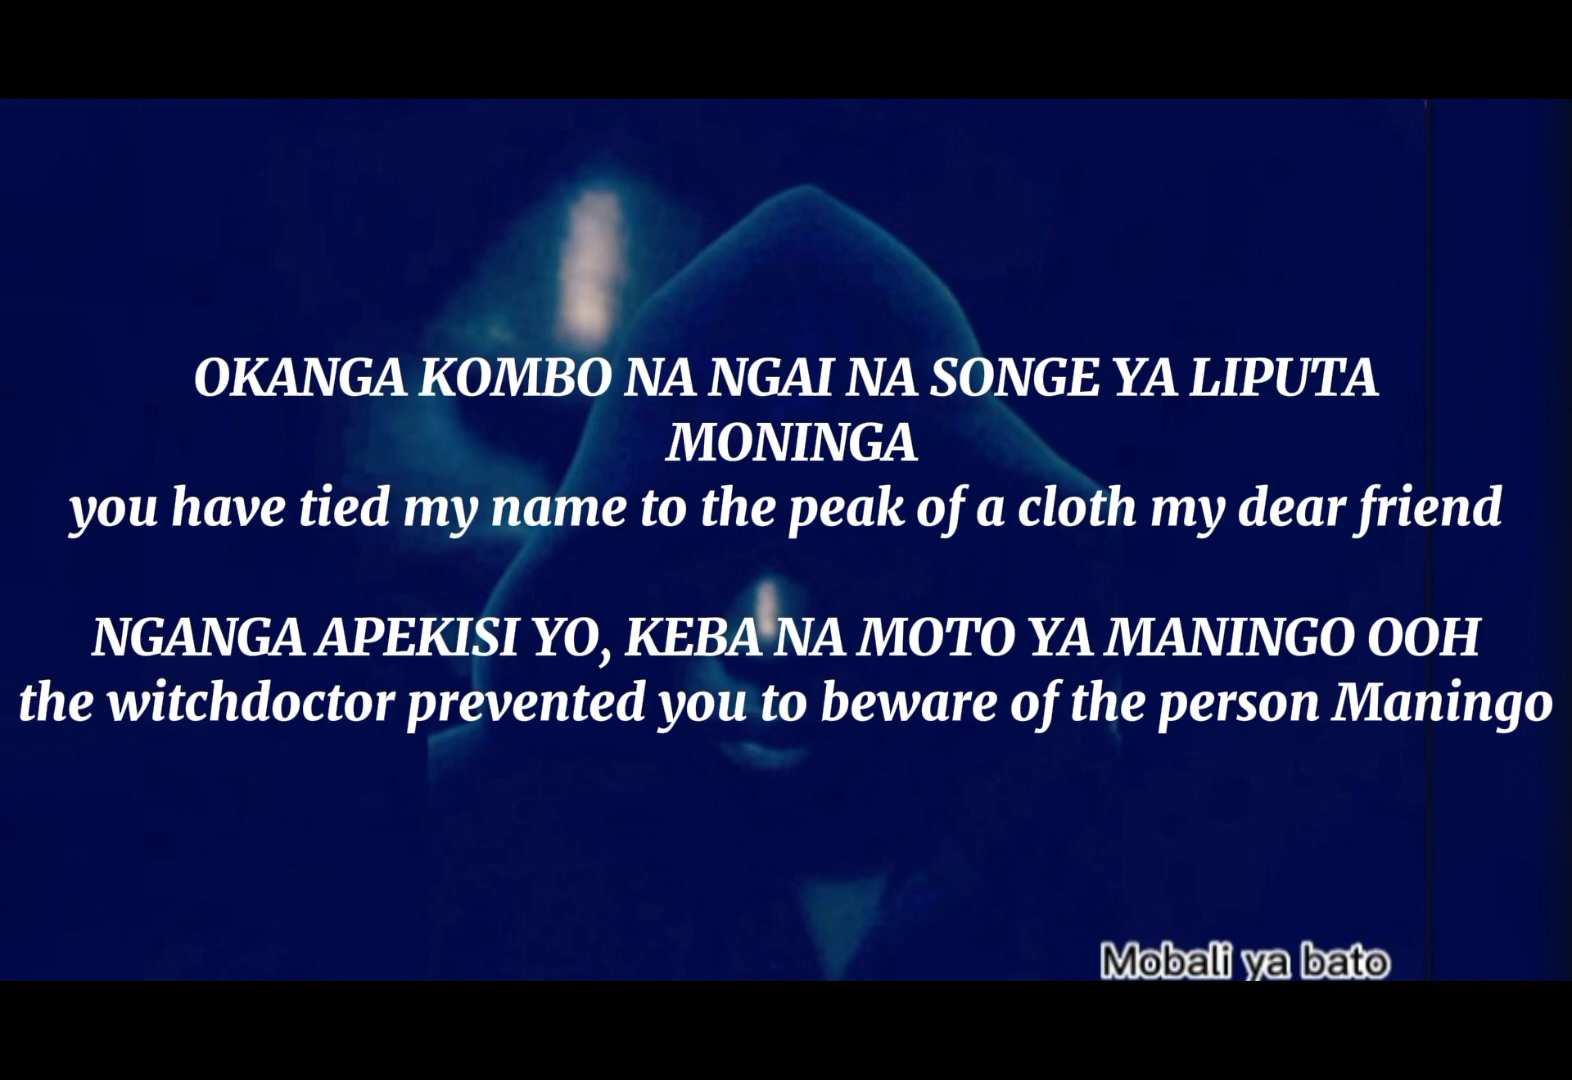 OKANGA KOMBO NA NGAI NA SONGE YA LIPUTA
MONINGA
you have tied my name to the peak of a cloth my dear friend
NGANGA APEKISI YO, KEBA NA MOTO YA MANINGO OOH
the witchdoctor prevented you to beware of the person Maningo
Mobali ya bato